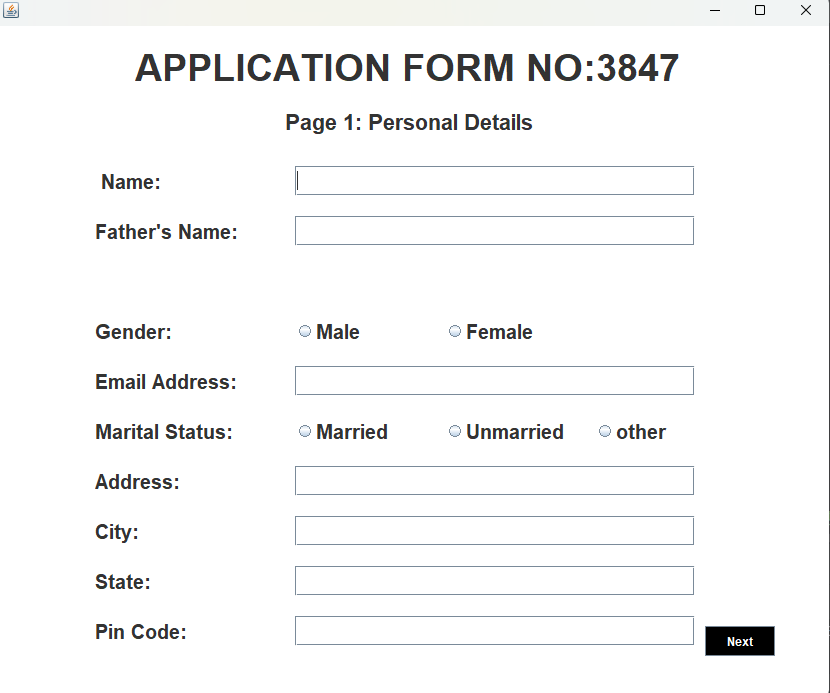 APPLICATION FORM NO:3847
Page 1: Personal Details
Name:
Father's Name:
Gender: Male Female
Email Address:
Marital Status: Married Unmarried other
Address:
City:
State:
Pin Code:
Next